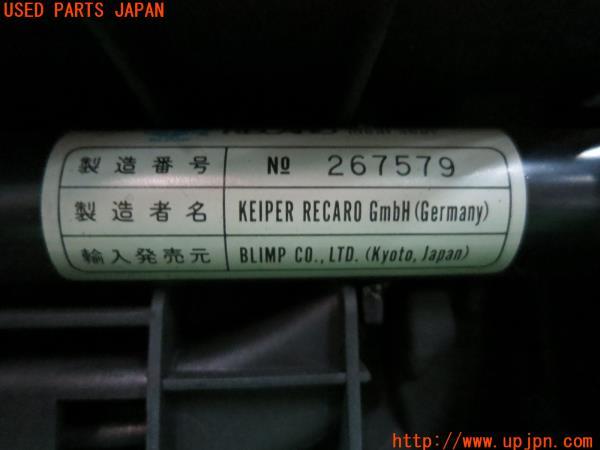 USED PARTS JAPAN
製造番号 № 267579
製造者名 KEIPER RECARO GmbH (Germany)
輸入発売元 BLIMP CO., LTD. (Kyoto, Japan)
http://www.upjpn.com